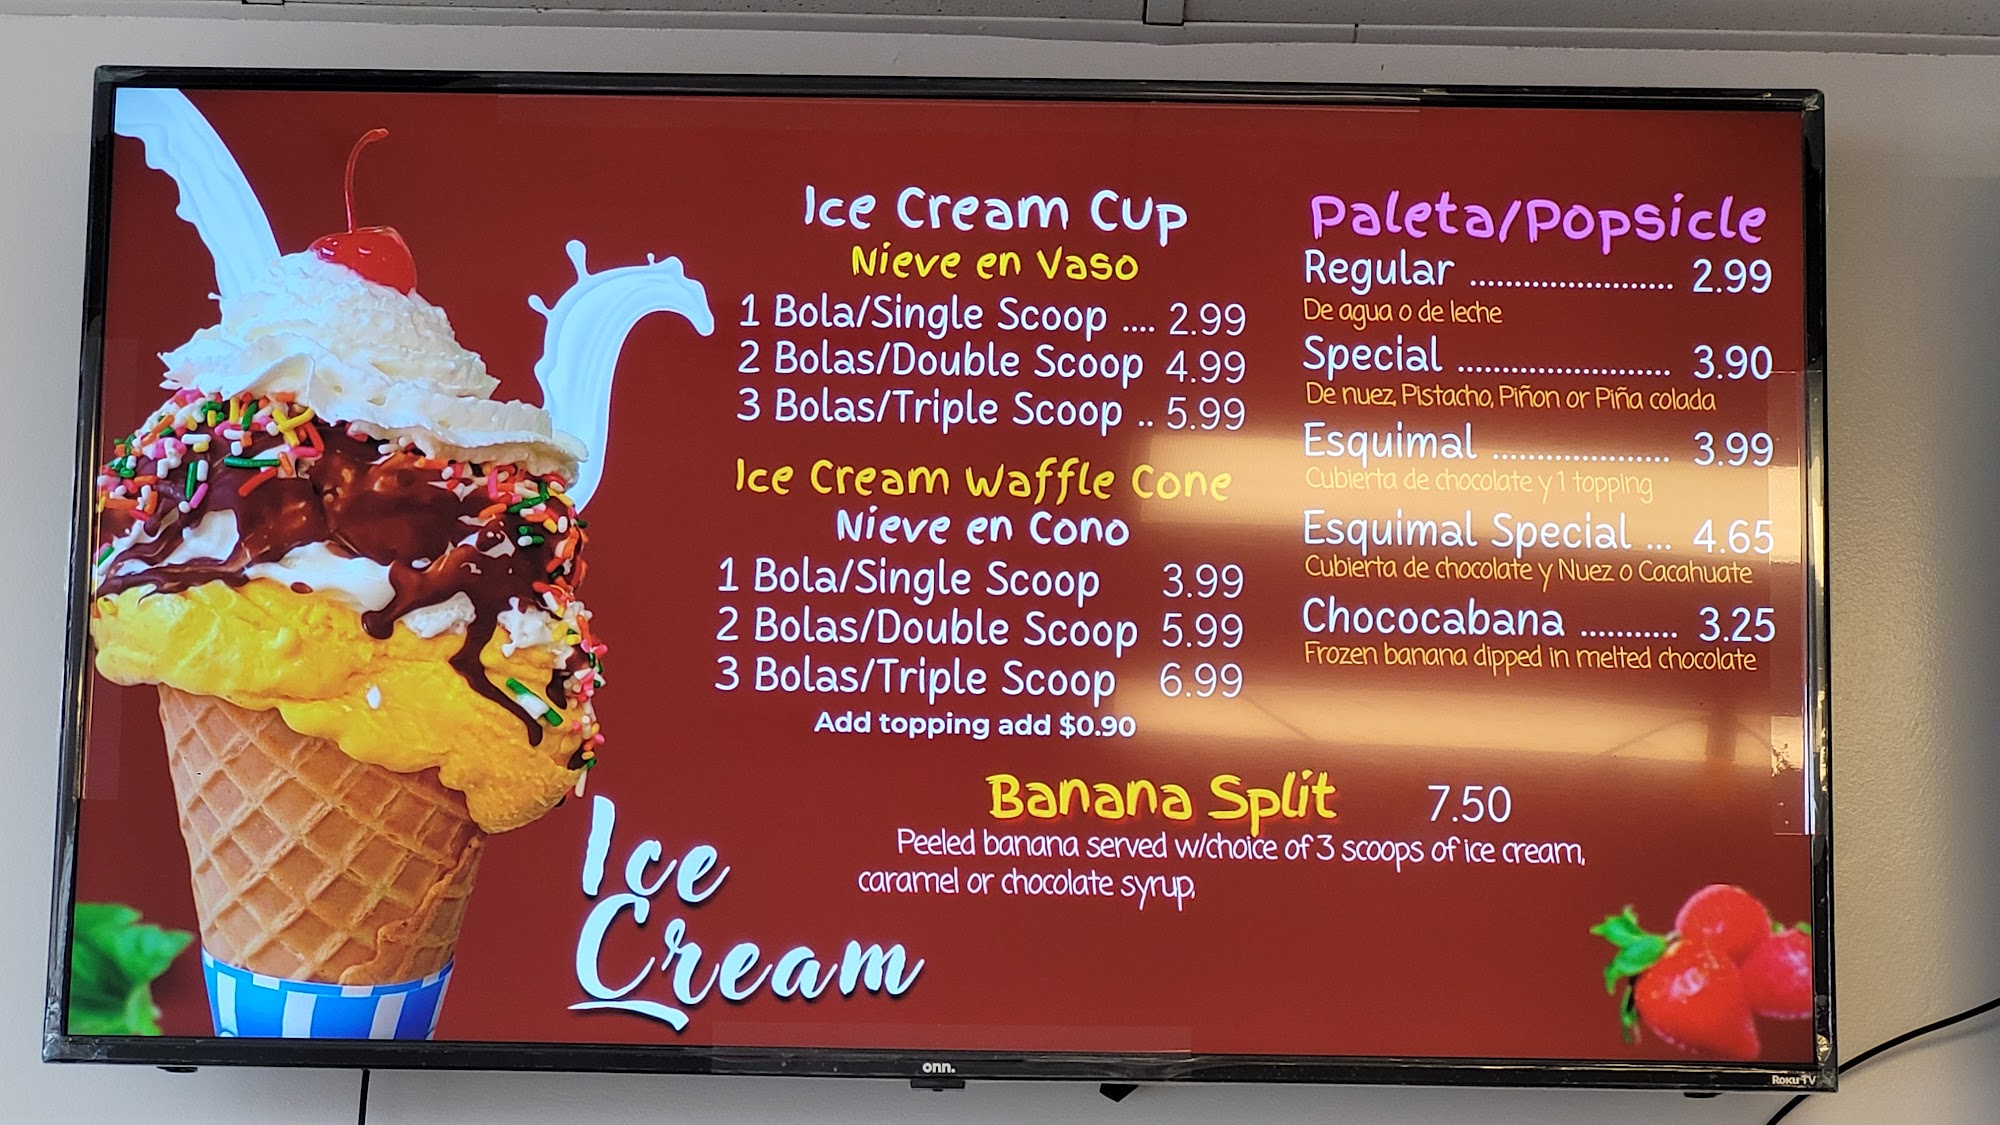 Ice Cream Cup
Nieve en Vaso
1 Bola/Single Scoop .... 2.99
2 Bolas/Double Scoop 4.99
3 Bolas/Triple Scoop .. 5.99
Ice Cream Waffle Cone
Nieve en Cono
1 Bola/Single Scoop 3.99
2 Bolas/Double Scoop 5.99
3 Bolas/Triple Scoop 6.99
Add topping add $0.90
Paleta/Popsicle
Regular ........................ 2.99
De agua o de leche
Special ......................... 3.90
De nuez, Pistacho, Piñon or Piña colada
Esquimal ..................... 3.99
Cubierta de chocolate y 1 topping
Esquimal Special ... 4.65
Cubierta de chocolate y Nuez o Cacahuate
Chococabana ........... 3.25
Frozen banana dipped in melted chocolate
Banana Split 7.50
Peeled banana served w/choice of 3 scoops of ice cream,
caramel or chocolate syrup,
Ice
Cream
onn.
Roku TV